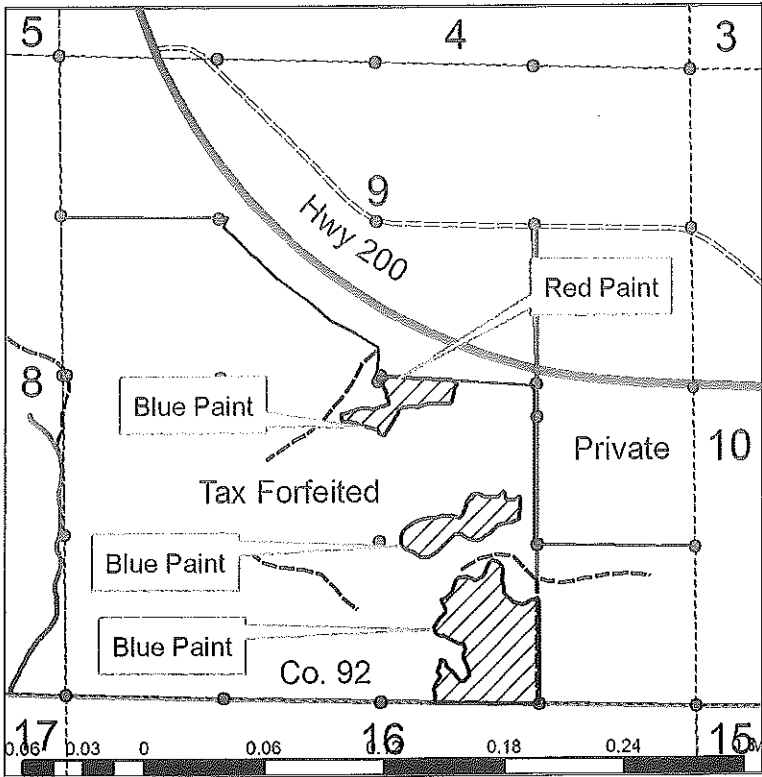 5
4
3
9
Hwy 200
Red Paint
8
Blue Paint
Private
10
Tax Forfeited
Blue Paint
Blue Paint
Co. 92
17
16
15
0.06 0.03 0 0.06 0.18 0.24